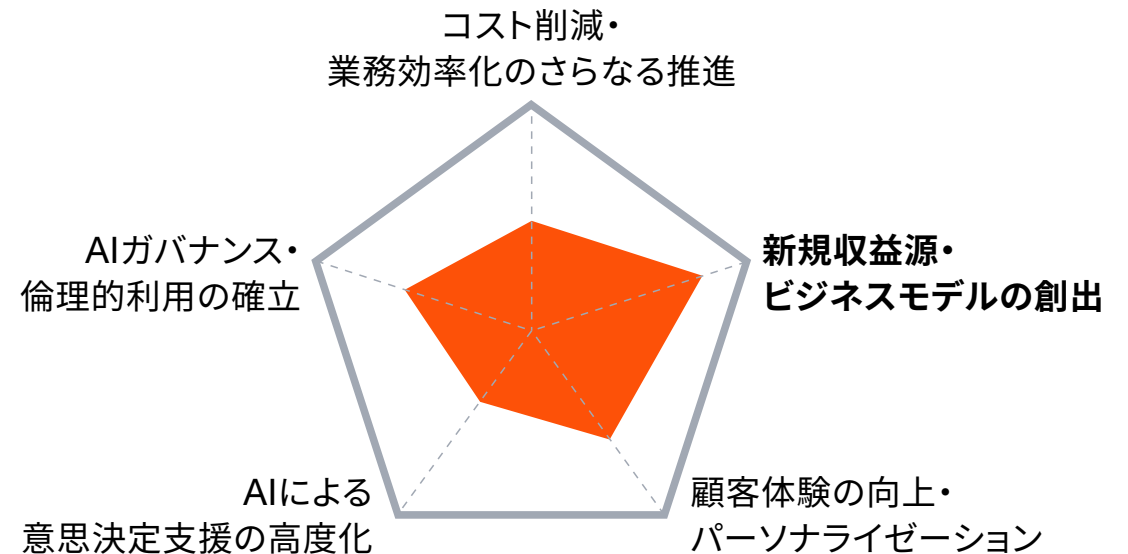 コスト削減・
業務効率化のさらなる推進
AIガバナンス・
倫理的利用の確立
新規収益源・
ビジネスモデルの創出
AIによる
意思決定支援の高度化
顧客体験の向上・
パーソナライゼーション